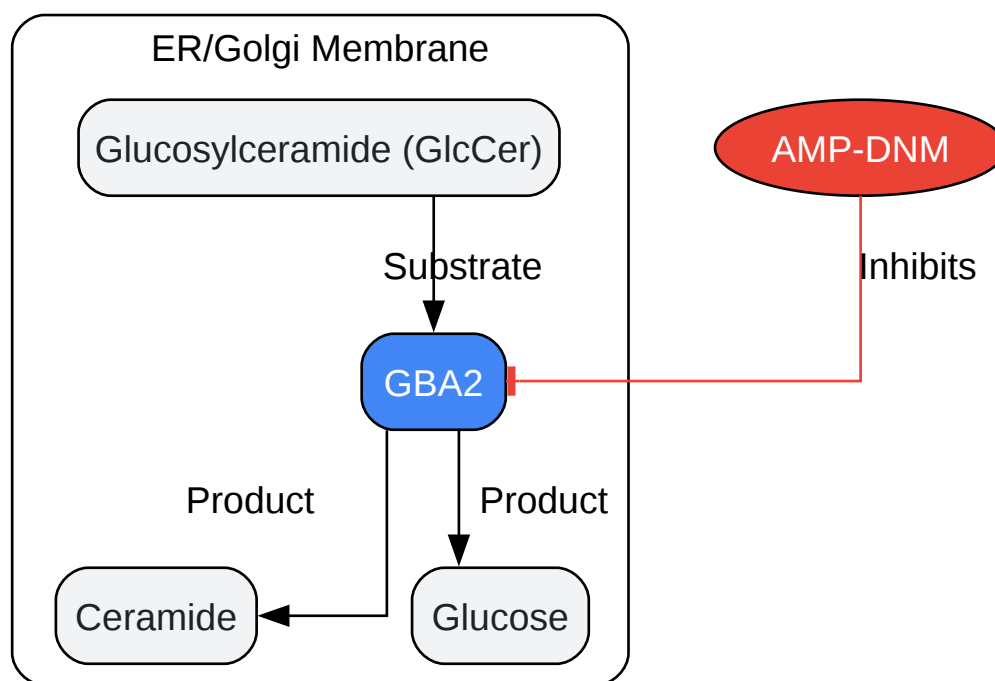 ER/Golgi Membrane
Glucosylceramide (GlcCer)
AMP-DNM
Substrate
Inhibits
GBA2
Product
Product
Ceramide
Glucose